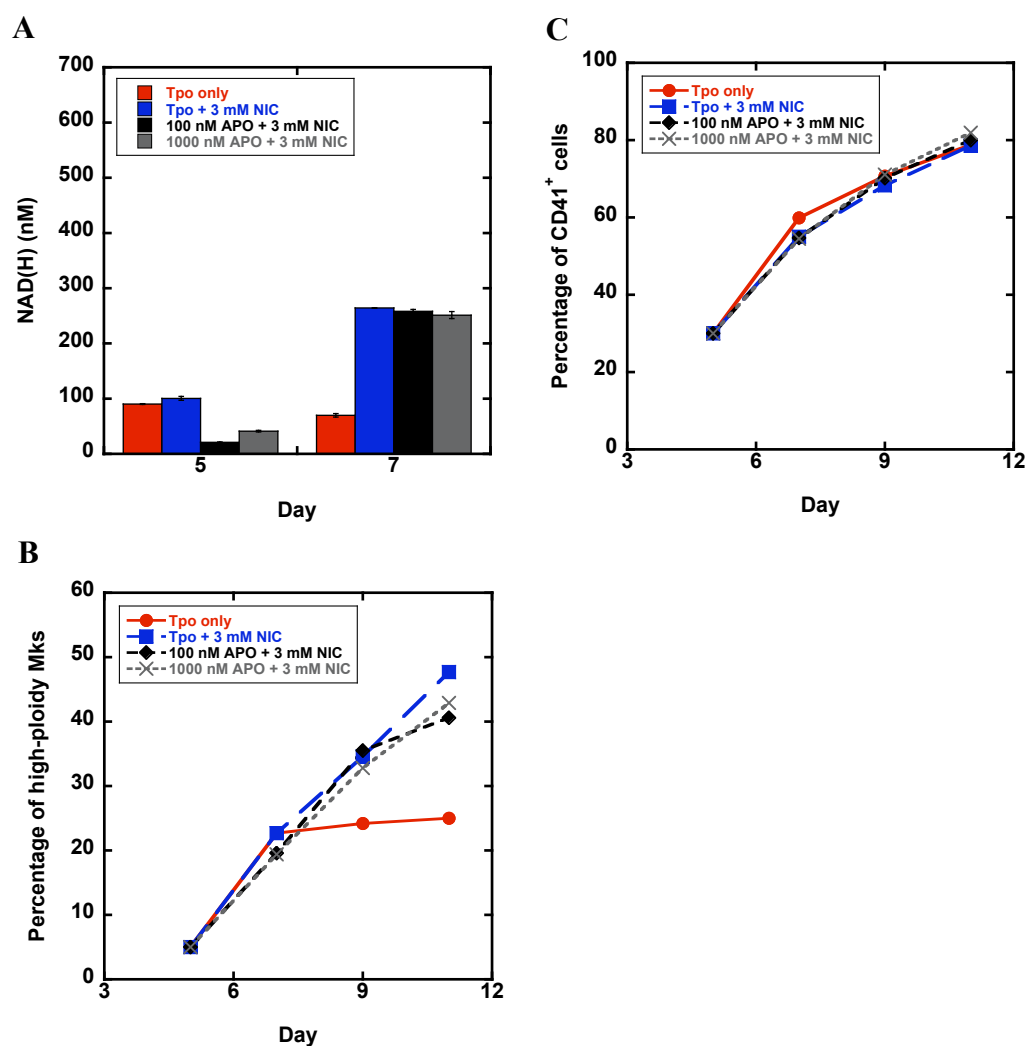 A
NAD(H) (nM)
700
600
500
400
300
200
100
0
Tpo only
Tpo + 3 mM NIC
100 nM APO + 3 mM NIC
1000 nM APO + 3 mM NIC
5
7
Day
C
Percentage of CD41+ cells
100
80
60
40
20
0
Tpo only
Tpo + 3 mM NIC
100 nM APO + 3 mM NIC
1000 nM APO + 3 mM NIC
3
6
9
12
Day
B
Percentage of high-ploidy Mks
60
50
40
30
20
10
0
Tpo only
Tpo + 3 mM NIC
100 nM APO + 3 mM NIC
1000 nM APO + 3 mM NIC
3
6
9
12
Day